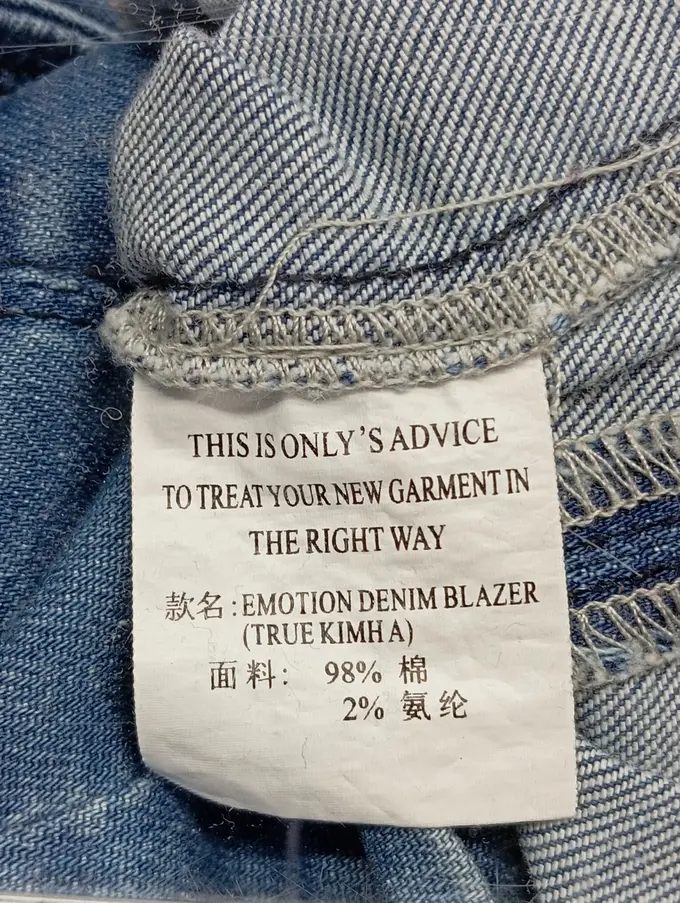 THIS IS ONLY'S ADVICE
TO TREAT YOUR NEW GARMENT IN
THE RIGHT WAY
款名:EMOTION DENIM BLAZER
(TRUE KIMHA)
面料: 98% 棉
2% 氨纶